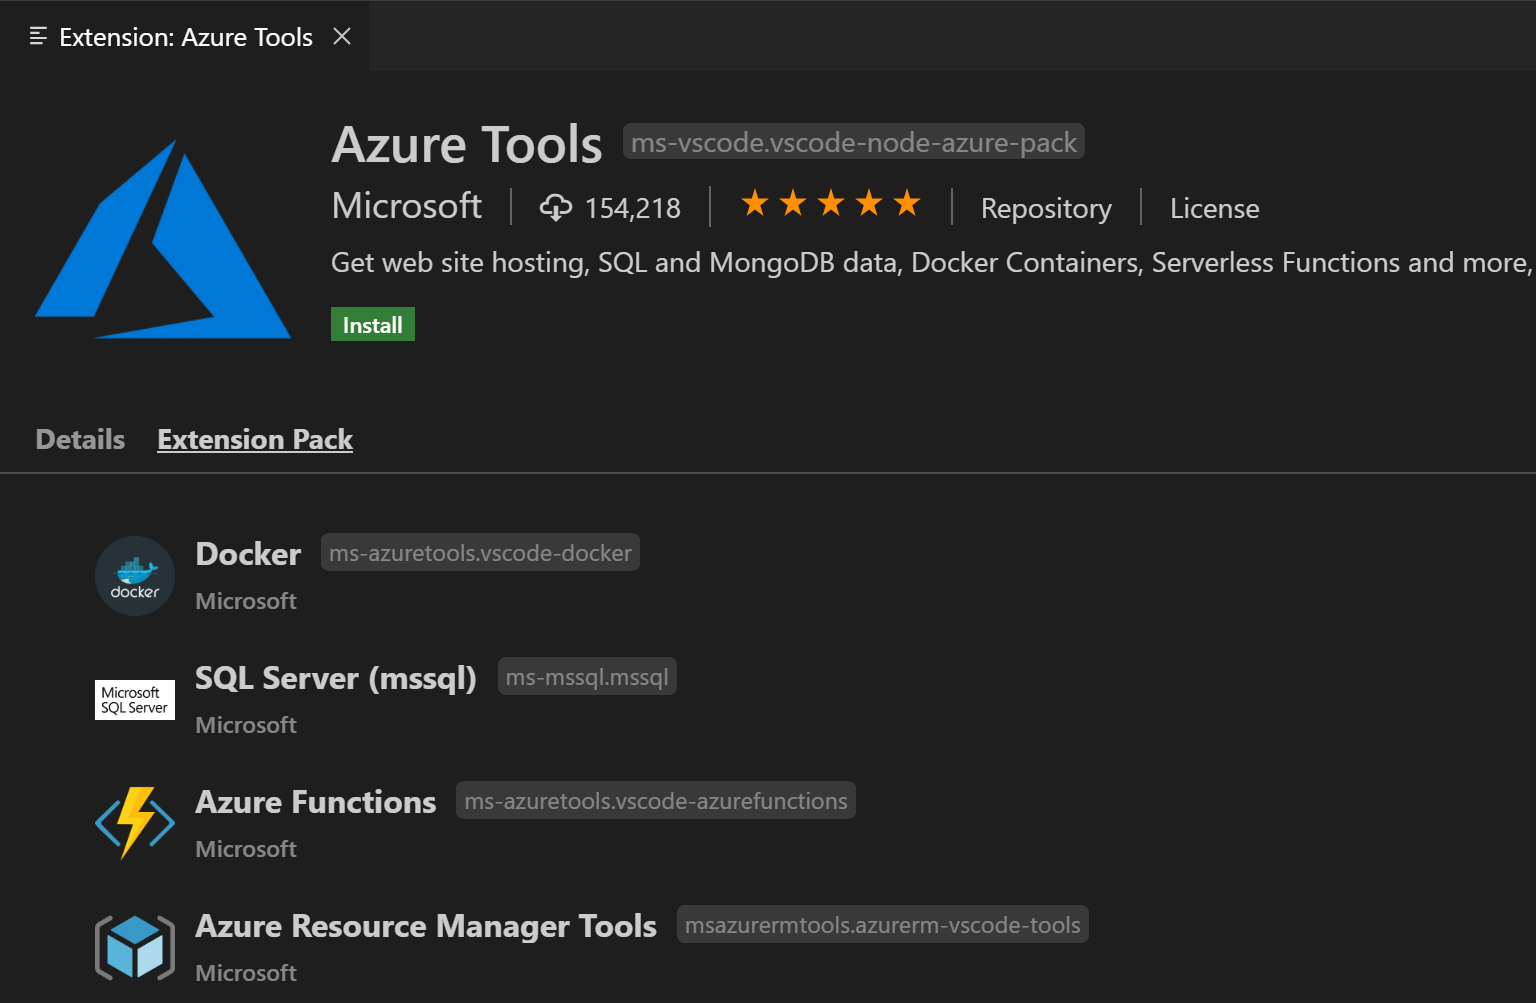 Extension: Azure Tools
Azure Tools ms-vscode.vscode-node-azure-pack
Microsoft 154,218 Repository License
Get web site hosting, SQL and MongoDB data, Docker Containers, Serverless Functions and more,
Install
Details Extension Pack
docker
Docker ms-azuretools.vscode-docker
Microsoft
Microsoft
SQL Server
SQL Server (mssql) ms-mssql.mssql
Microsoft
Azure Functions ms-azuretools.vscode-azurefunctions
Microsoft
Azure Resource Manager Tools msazurermtools.azurerm-vscode-tools
Microsoft